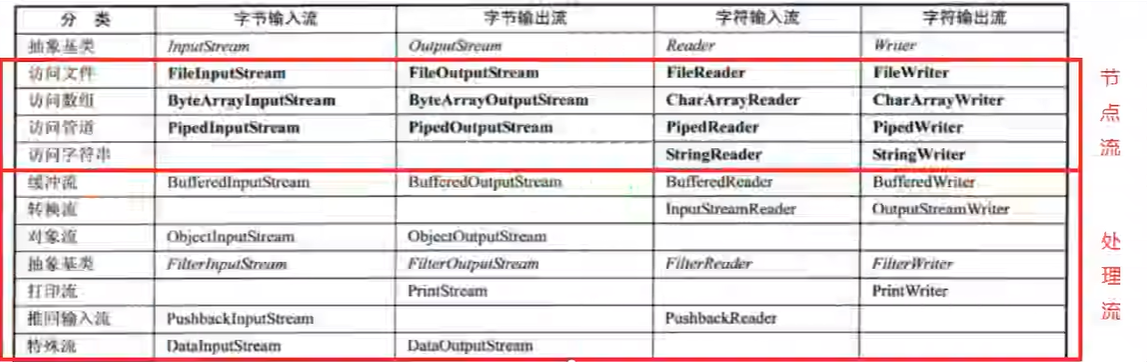 分 类 字节输入流 字节输出流 字符输入流 字符输出流
抽象基类 InputStream OutputStream Reader Writer
访问文件 FileInputStream FileOutputStream FileReader FileWriter
访问数组 ByteArrayInputStream ByteArrayOutputStream CharArrayReader CharArrayWriter
访问管道 PipedInputStream PipedOutputStream PipedReader PipedWriter
访问字符串 StringReader StringWriter
节点流
缓冲流 BufferedInputStream BufferedOutputStream BufferedReader BufferedWriter
转换流 InputStreamReader OutputStreamWriter
对象流 ObjectInputStream ObjectOutputStream
抽象基类 FilterInputStream FilterOutputStream FilterReader FilterWriter
打印流 PrintStream PrintWriter
推回输入流 PushbackInputStream PushbackReader
特殊流 DataInputStream DataOutputStream
处理流